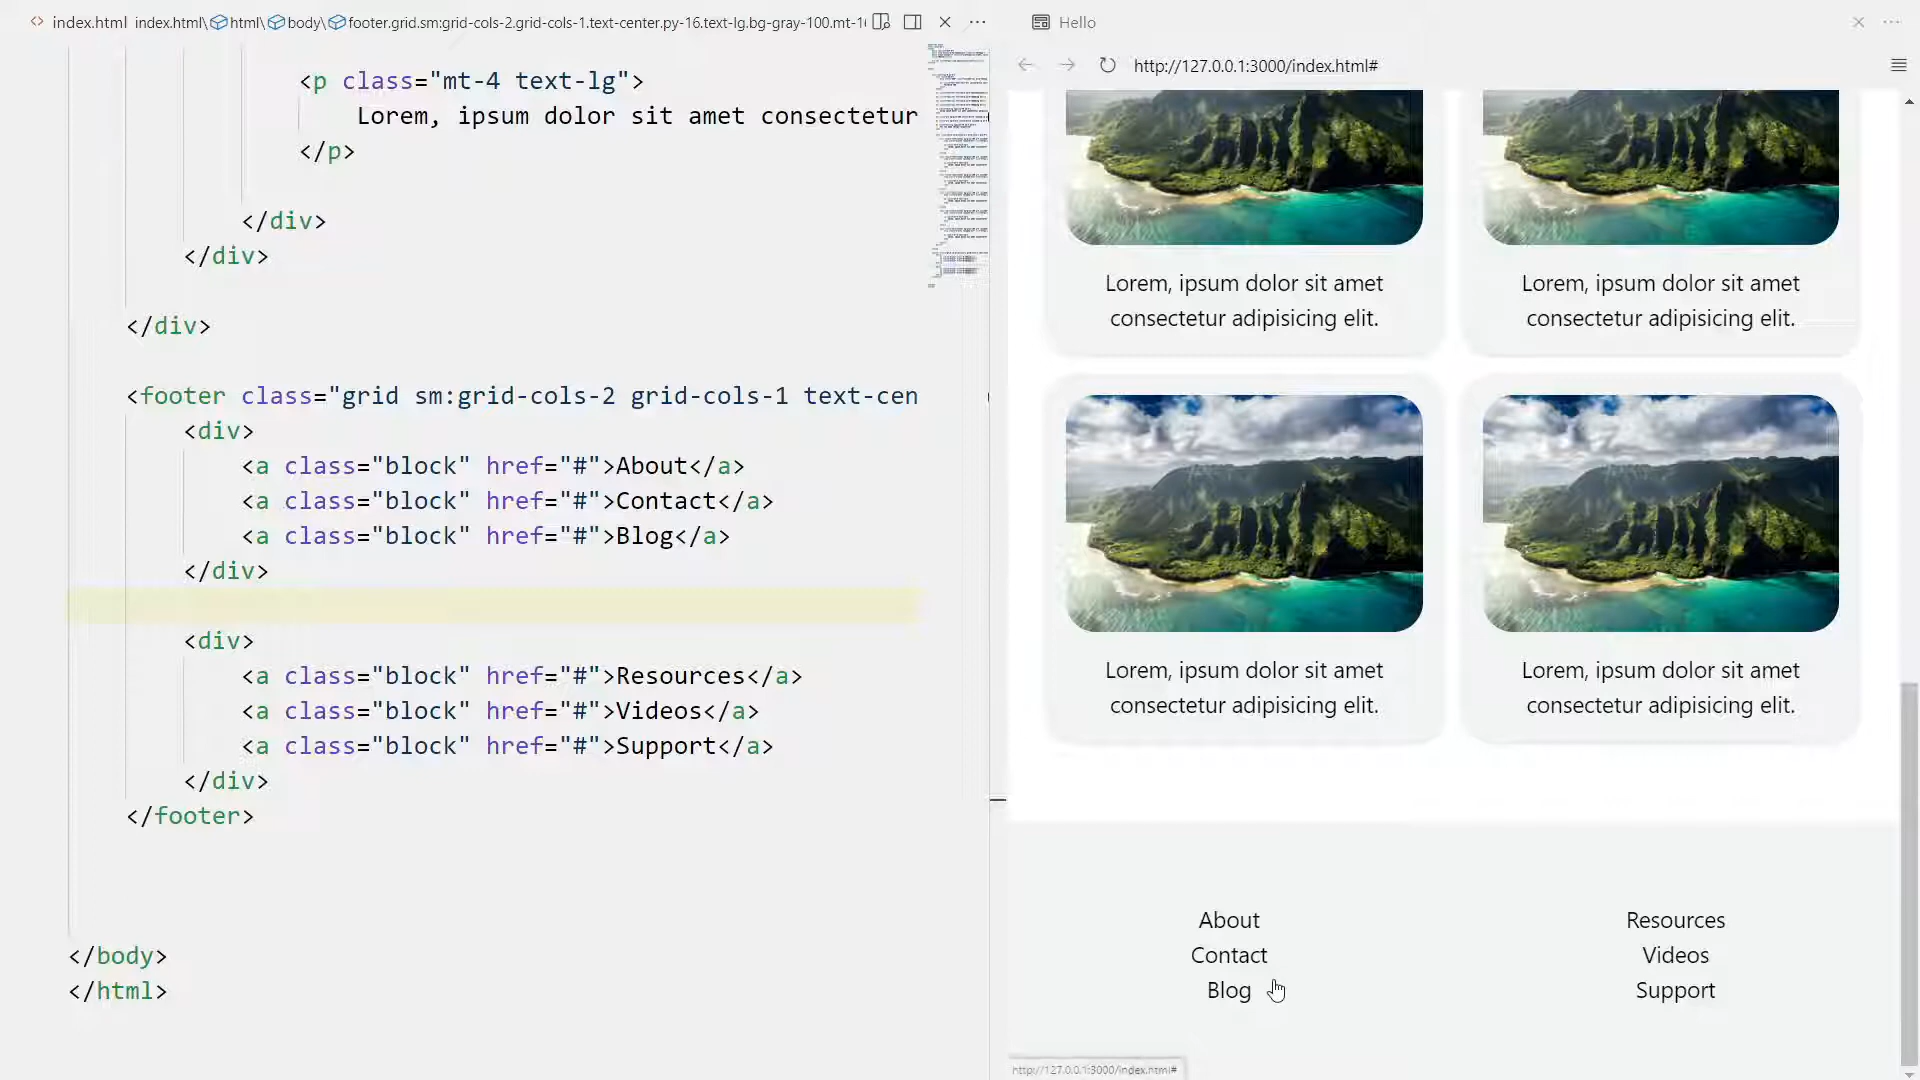 index.html index.html\html\body\footer.grid.sm:grid-cols-2.grid-cols-1.text-center.py-16.text-lg.bg-gray-100.mt-1
<p class="mt-4 text-lg">
Lorem, ipsum dolor sit amet consectetur
</p>
</div>
</div>
</div>
<footer class="grid sm:grid-cols-2 grid-cols-1 text-cen
<div>
<a class="block" href="#">About</a>
<a class="block" href="#">Contact</a>
<a class="block" href="#">Blog</a>
</div>
<div>
<a class="block" href="#">Resources</a>
<a class="block" href="#">Videos</a>
<a class="block" href="#">Support</a>
</div>
</footer>
</body>
</html>
Hello
http://127.0.0.1:3000/index.html#
Lorem, ipsum dolor sit amet
consectetur adipisicing elit.
Lorem, ipsum dolor sit amet
consectetur adipisicing elit.
Lorem, ipsum dolor sit amet
consectetur adipisicing elit.
Lorem, ipsum dolor sit amet
consectetur adipisicing elit.
About
Contact
Blog
Resources
Videos
Support
http://127.0.0.1:3000/index.html#